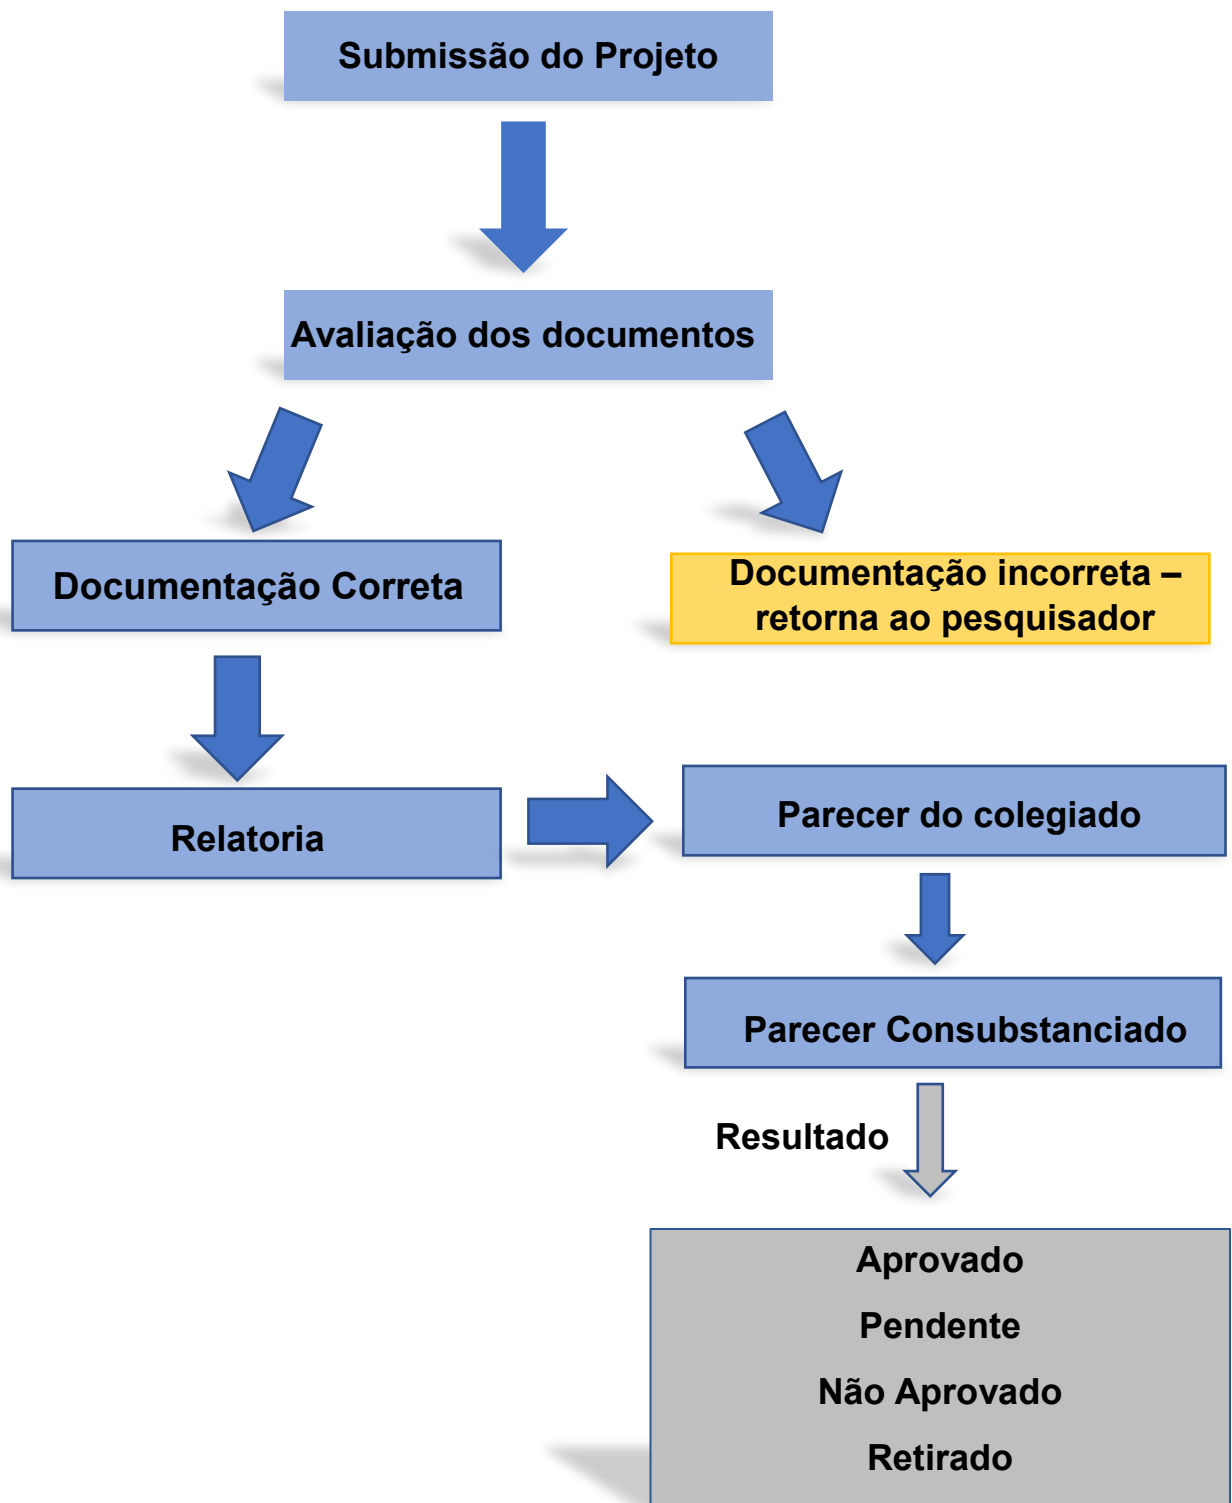 Submissão do Projeto
Avaliação dos documentos
Documentação Correta
Documentação incorreta –
retorna ao pesquisador
Relatoria
Parecer do colegiado
Parecer Consubstanciado
Resultado
Aprovado
Pendente
Não Aprovado
Retirado